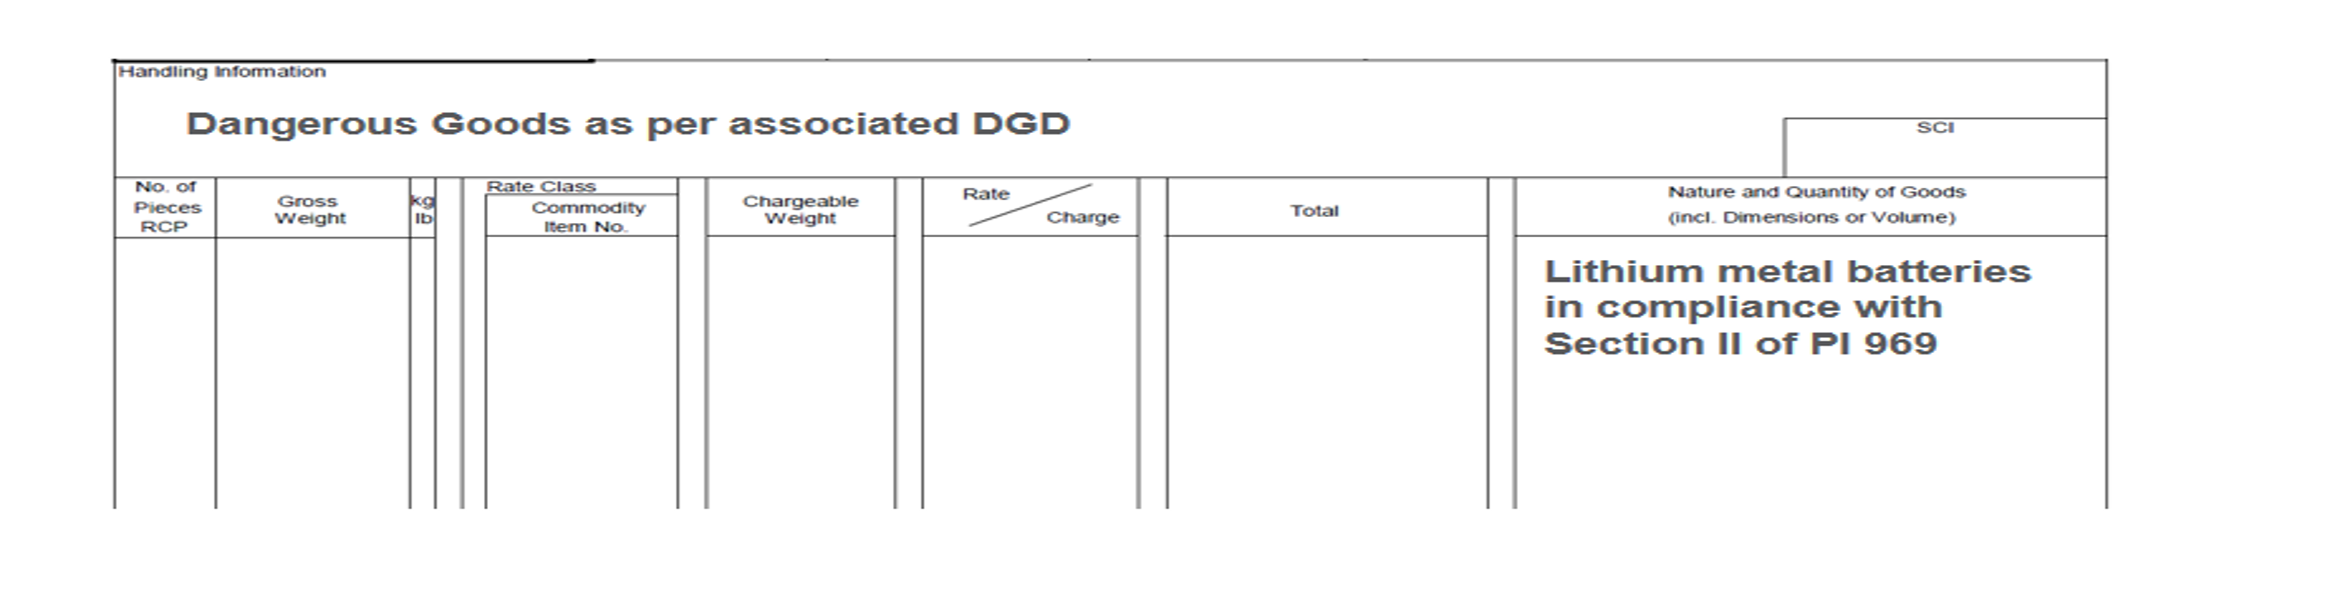 Handling Information
Dangerous Goods as per associated DGD
SCI
No. of
Pieces
RCP
Gross
Weight
kg
lb
Rate Class
Commodity
Item No.
Chargeable
Weight
Rate
Charge
Total
Nature and Quantity of Goods
(incl. Dimensions or Volume)
Lithium metal batteries
in compliance with
Section II of PI 969